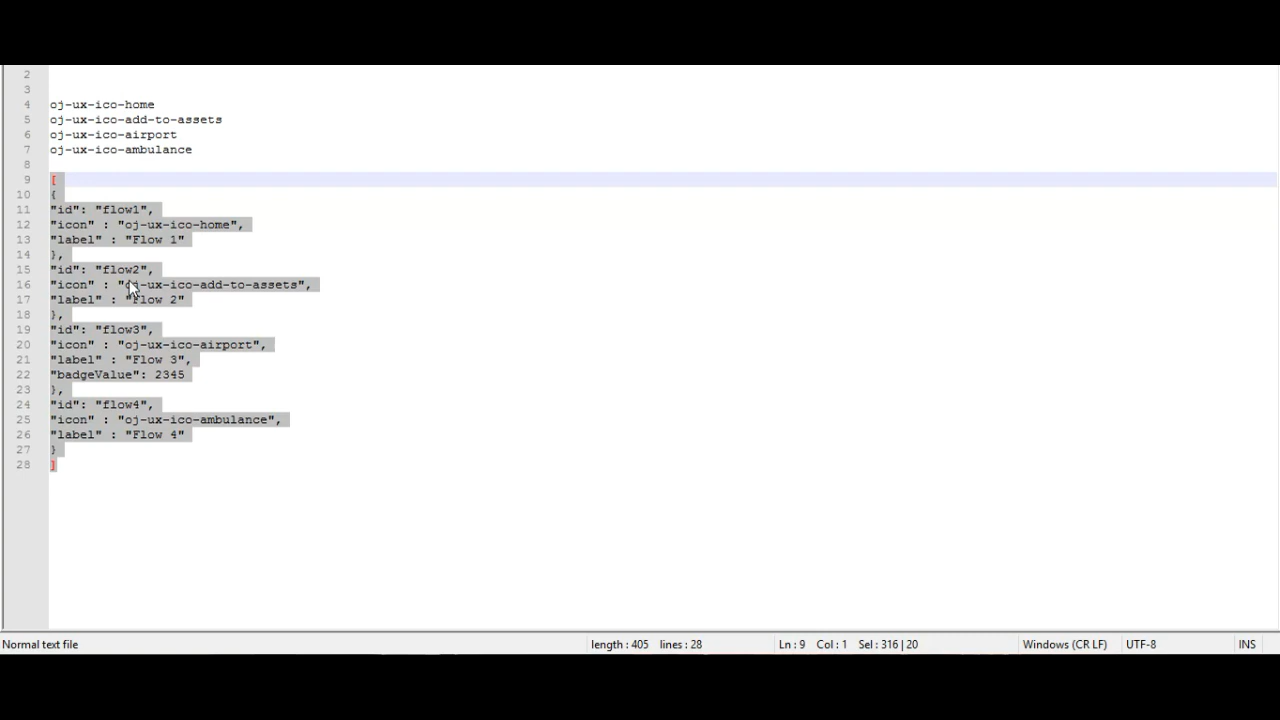 2
3
4 oj-ux-ico-home
5 oj-ux-ico-add-to-assets
6 oj-ux-ico-airport
7 oj-ux-ico-ambulance
8
9 [
10 {
11 "id": "flow1",
12 "icon" : "oj-ux-ico-home",
13 "label" : "Flow 1"
14 },
15 "id": "flow2",
16 "icon" : "oj-ux-ico-add-to-assets",
17 "label" : "Flow 2"
18 },
19 "id": "flow3",
20 "icon" : "oj-ux-ico-airport",
21 "label" : "Flow 3",
22 "badgeValue": 2345
23 },
24 "id": "flow4",
25 "icon" : "oj-ux-ico-ambulance",
26 "label" : "Flow 4"
27 }
28 ]
Normal text file length : 405 lines : 28 Ln : 9 Col : 1 Sel : 316 | 20 Windows (CR LF) UTF-8 INS